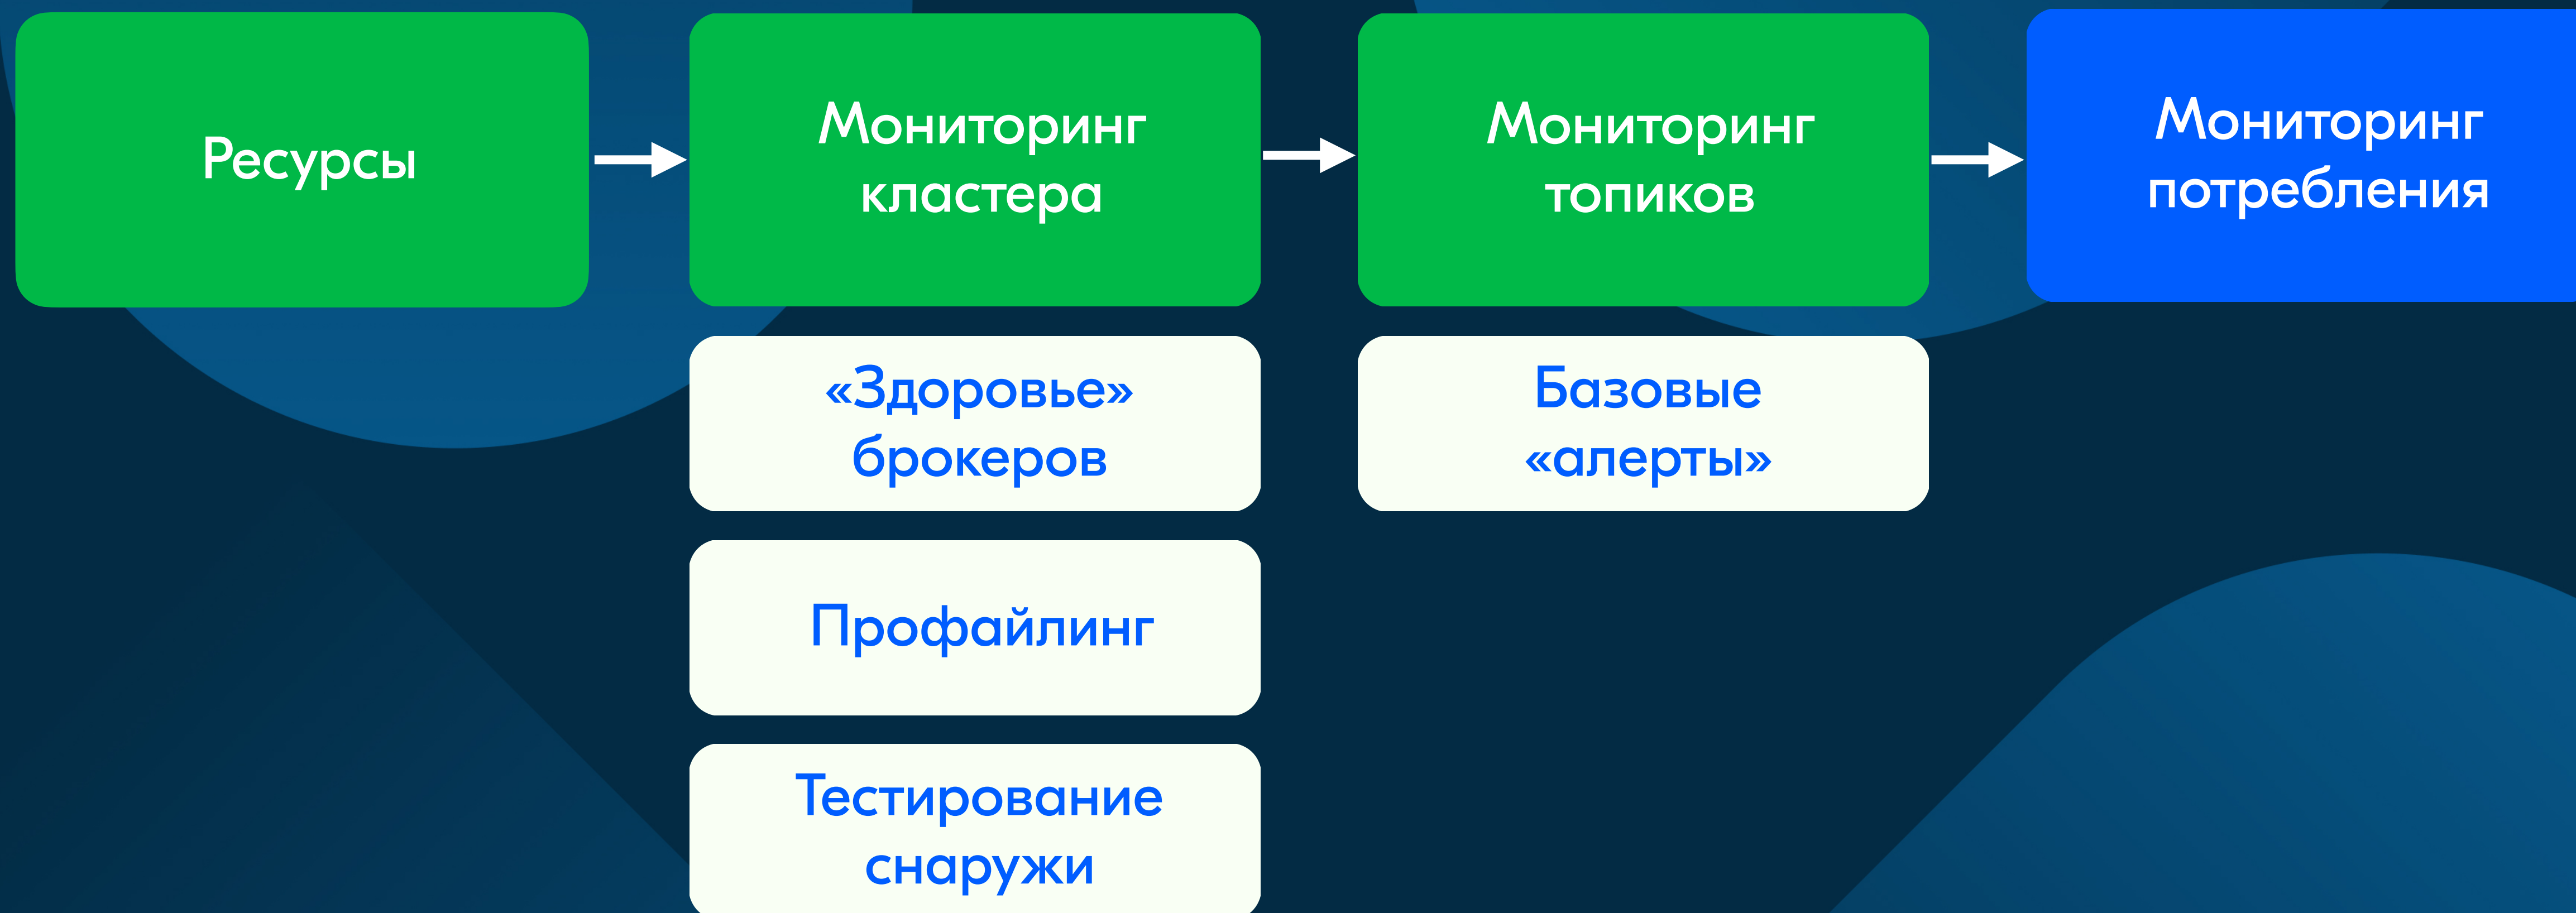 Ресурсы
Мониторинг
кластера
Мониторинг
топиков
Мониторинг
потребления
«Здоровье»
брокеров
Базовые
«алерты»
Профайлинг
Тестирование
снаружи